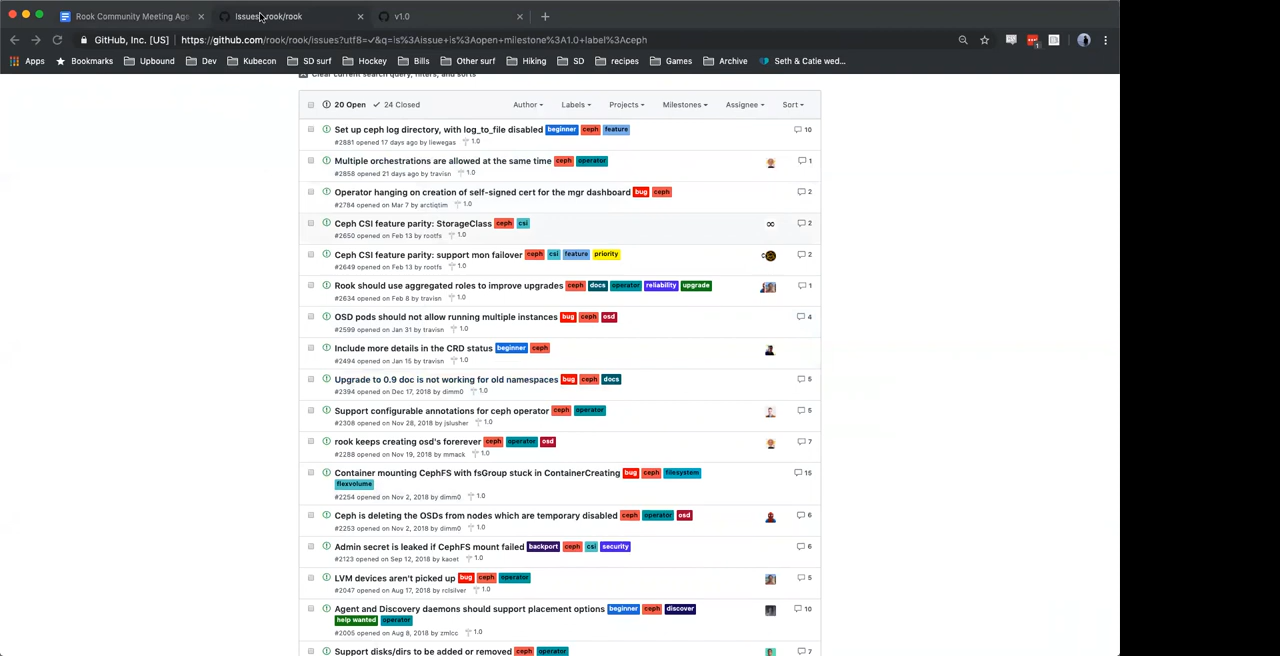 Rook Community Meeting Age
Issues · rook/rook
v1.0
GitHub, Inc. [US]
https://github.com/rook/rook/issues?utf8=✓&q=is%3Aissue+is%3Aopen+milestone%3A1.0+label%3Aceph
1
Apps
Bookmarks
Upbound
Dev
Kubecon
SD surf
Hockey
Bills
Other surf
Hiking
SD
recipes
Games
Archive
Seth & Catie wed...
Clear current search query, filters, and sorts
20 Open ✓ 24 Closed Author Labels Projects Milestones Assignee Sort
Set up ceph log directory, with log_to_file disabled beginner ceph feature 10
#2881 opened 17 days ago by liewegas 1.0
Multiple orchestrations are allowed at the same time ceph operator 1
#2858 opened 21 days ago by travisn 1.0
Operator hanging on creation of self-signed cert for the mgr dashboard bug ceph 2
#2784 opened on Mar 7 by arctiqtim 1.0
Ceph CSI feature parity: StorageClass ceph csi 2
#2650 opened on Feb 13 by rootfs 1.0
Ceph CSI feature parity: support mon failover ceph csi feature priority 2
#2649 opened on Feb 13 by rootfs 1.0
Rook should use aggregated roles to improve upgrades ceph docs operator reliability upgrade 1
#2634 opened on Feb 8 by travisn 1.0
OSD pods should not allow running multiple instances bug ceph osd 4
#2599 opened on Jan 31 by travisn 1.0
Include more details in the CRD status beginner ceph
#2494 opened on Jan 15 by travisn 1.0
Upgrade to 0.9 doc is not working for old namespaces bug ceph docs 5
#2394 opened on Dec 17, 2018 by dimm0 1.0
Support configurable annotations for ceph operator ceph operator 5
#2308 opened on Nov 28, 2018 by jslusher 1.0
rook keeps creating osd's forerever ceph operator osd 7
#2288 opened on Nov 19, 2018 by mmack 1.0
Container mounting CephFS with fsGroup stuck in ContainerCreating bug ceph filesystem 15
flexvolume
#2254 opened on Nov 2, 2018 by dimm0 1.0
Ceph is deleting the OSDs from nodes which are temporary disabled ceph operator osd 6
#2253 opened on Nov 2, 2018 by dimm0 1.0
Admin secret is leaked if CephFS mount failed backport ceph csi security 6
#2123 opened on Sep 12, 2018 by kaoet 1.0
LVM devices aren't picked up bug ceph operator 5
#2047 opened on Aug 17, 2018 by rclsilver 1.0
Agent and Discovery daemons should support placement options beginner ceph discover 10
help wanted operator
#2005 opened on Aug 8, 2018 by zmlcc 1.0
Support disks/dirs to be added or removed ceph operator 7